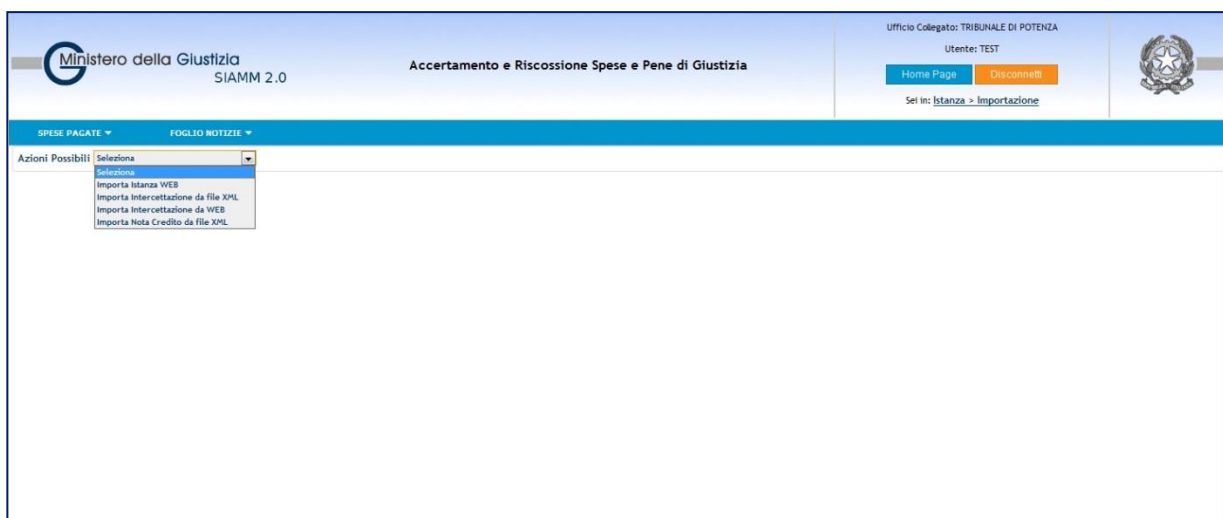 Ministero della Giustizia
SIAMM 2.0
Accertamento e Riscossione Spese e Pene di Giustizia
Ufficio Collegato: TRIBUNALE DI POTENZA
Utente: TEST
Home Page Disconnetti
Sei in: Istanza > Importazione
SPESE PAGATE FOGLIO NOTIZIE
Azioni Possibili Seleziona
Seleziona
Importa Istanza WEB
Importa Intercettazione da file XML
Importa Intercettazione da WEB
Importa Nota Credito da file XML